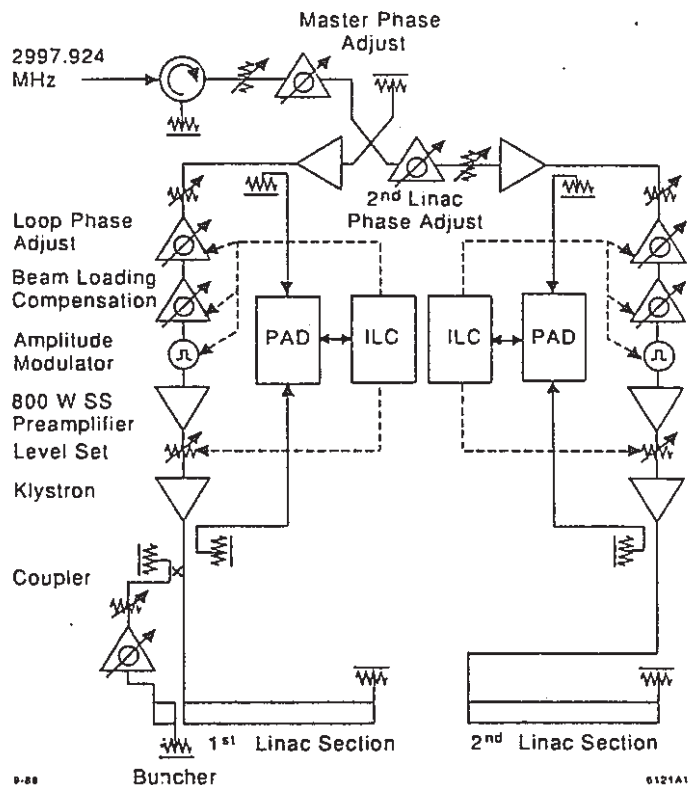 Master Phase
Adjust
2997.924
MHz
2nd Linac
Phase Adjust
Loop Phase
Adjust
Beam Loading
Compensation
PAD
ILC
ILC
PAD
Amplitude
Modulator
800 W SS
Preamplifier
Level Set
Klystron
Coupler
1st Linac Section
2nd Linac Section
Buncher
9-88
6121A1